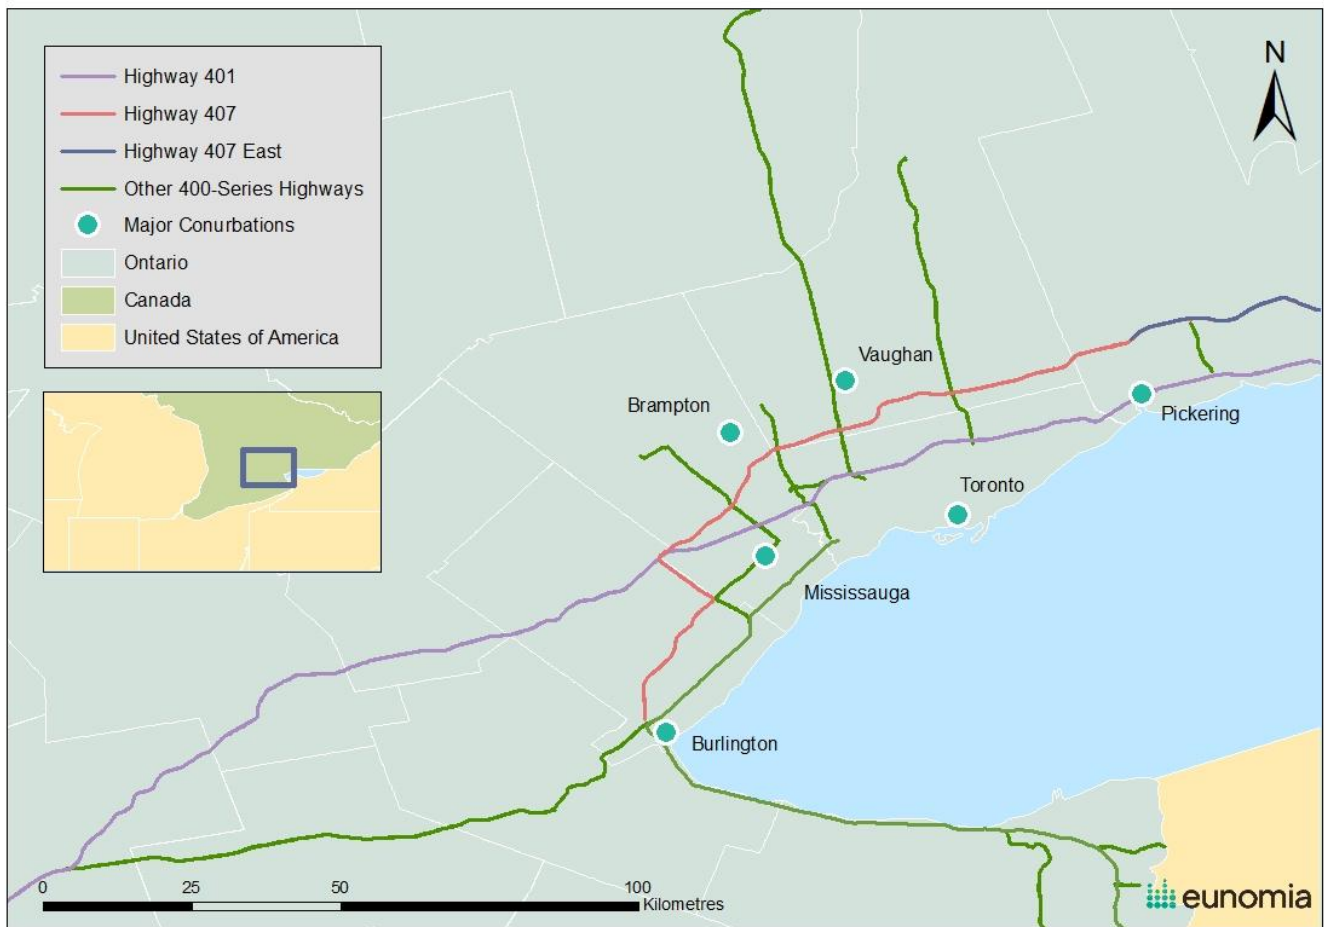 Highway 401
Highway 407
Highway 407 East
Other 400-Series Highways
Major Conurbations
Ontario
Canada
United States of America
N
Vaughan
Brampton
Pickering
Toronto
Mississauga
Burlington
0 25 50 100
Kilometres
eunomia